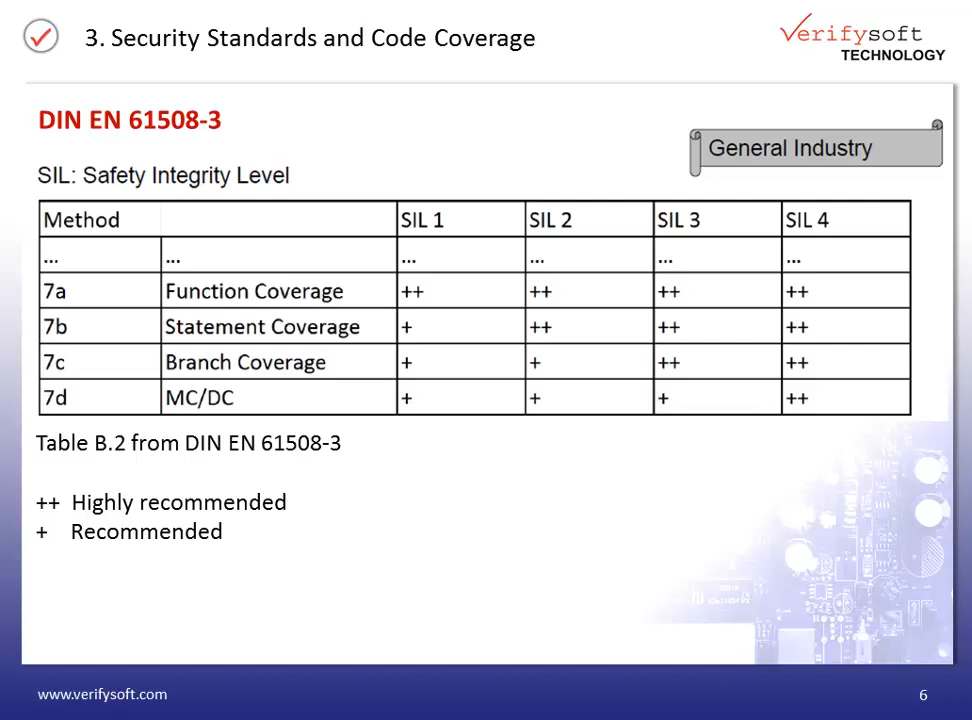 3. Security Standards and Code Coverage
Verifysoft
TECHNOLOGY
DIN EN 61508-3
General Industry
SIL: Safety Integrity Level
Method SIL 1 SIL 2 SIL 3 SIL 4
... ... ... ... ... ...
7a Function Coverage ++ ++ ++ ++
7b Statement Coverage + ++ ++ ++
7c Branch Coverage + + ++ ++
7d MC/DC + + + ++
Table B.2 from DIN EN 61508-3
++ Highly recommended
+ Recommended
www.verifysoft.com
6